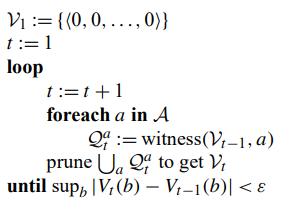 𝒱₁ := {⟨0, 0, . . . , 0⟩}
t := 1
loop
t := t + 1
foreach a in 𝒜
𝒬ₜᵃ := witness(𝒱ₜ₋₁, a)
prune ⋃ₐ 𝒬ₜᵃ to get 𝒱ₜ
until sup_b |Vₜ(b) − Vₜ₋₁(b)| < ε